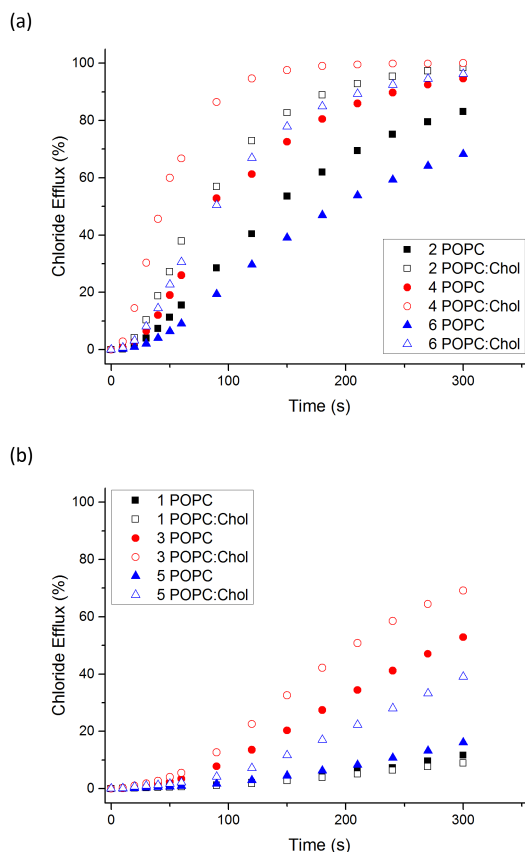 (a)
100
80
60
40
20
0
Chloride Efflux (%)
2 POPC
2 POPC:Chol
4 POPC
4 POPC:Chol
6 POPC
6 POPC:Chol
0 100 200 300
Time (s)
(b)
100
80
60
40
20
0
Chloride Efflux (%)
1 POPC
1 POPC:Chol
3 POPC
3 POPC:Chol
5 POPC
5 POPC:Chol
0 100 200 300
Time (s)